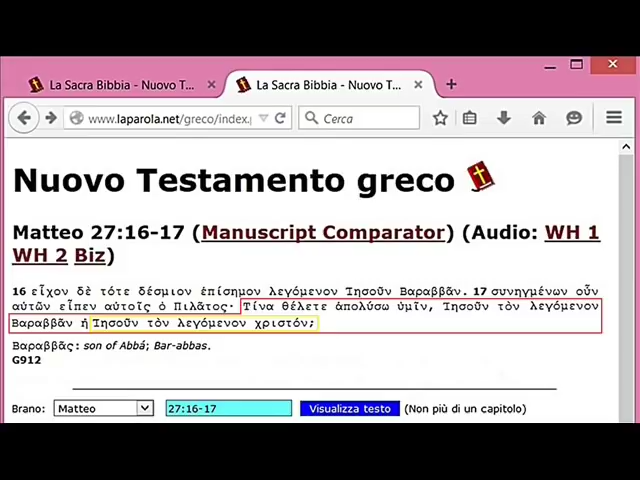 La Sacra Bibbia - Nuovo T... × La Sacra Bibbia - Nuovo T... × +
www.laparola.net/greco/index. Cerca
Nuovo Testamento greco
Matteo 27:16-17 (Manuscript Comparator) (Audio: WH 1
WH 2 Biz)
16 εἶχον δὲ τότε δέσμιον ἐπίσημον λεγόμενον Ἰησοῦν Βαραββᾶν. 17 συνηγμένων οὖν
αὐτῶν εἶπεν αὐτοῖς ὁ Πιλᾶτος· Τίνα θέλετε ἀπολύσω ὑμῖν, Ἰησοῦν τὸν λεγόμενον
Βαραββᾶν ἢ Ἰησοῦν τὸν λεγόμενον χριστόν;
Βαραββᾶς: son of Abbá; Bar-abbas.
G912
Brano: Matteo 27:16-17 Visualizza testo (Non più di un capitolo)